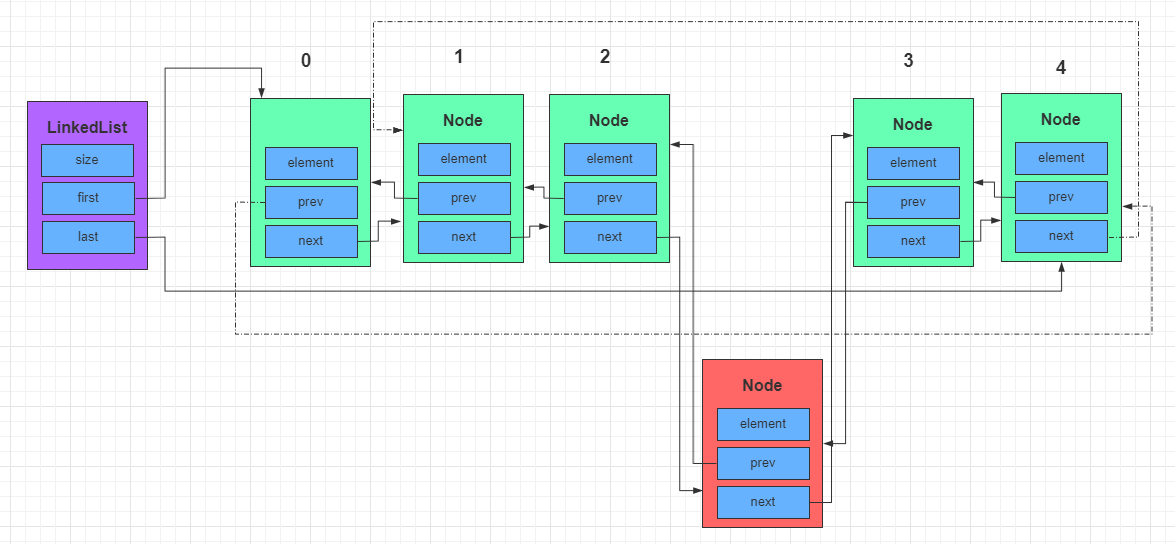 0
1
2
3
4
LinkedList
size
first
last
element
prev
next
Node
element
prev
next
Node
element
prev
next
Node
element
prev
next
Node
element
prev
next
Node
element
prev
next